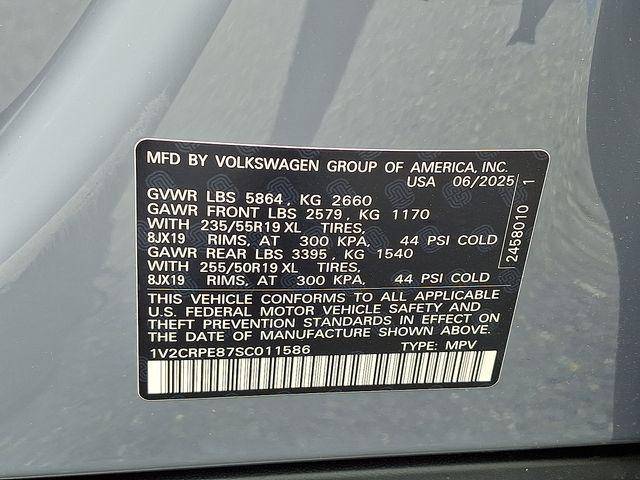 MFD BY VOLKSWAGEN GROUP OF AMERICA, INC.
USA 06/2025
GVWR LBS 5864, KG 2660
GAWR FRONT LBS 2579, KG 1170
WITH 235/55R19 XL TIRES,
8JX19 RIMS, AT 300 KPA, 44 PSI COLD
GAWR REAR LBS 3395, KG 1540
WITH 255/50R19 XL TIRES,
8JX19 RIMS, AT 300 KPA, 44 PSI COLD
2458010 1
THIS VEHICLE CONFORMS TO ALL APPLICABLE
U.S. FEDERAL MOTOR VEHICLE SAFETY AND
THEFT PREVENTION STANDARDS IN EFFECT ON
THE DATE OF MANUFACTURE SHOWN ABOVE.
1V2CRPE87SC011586 TYPE: MPV